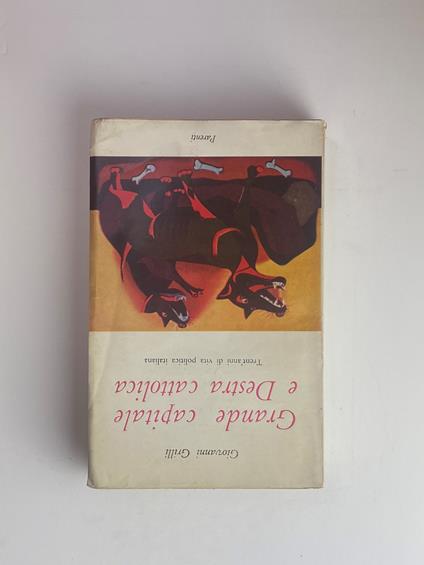 Giovanni Grilli
Grande capitale
e Destra cattolica
Trent'anni di vita politica italiana
Parenti